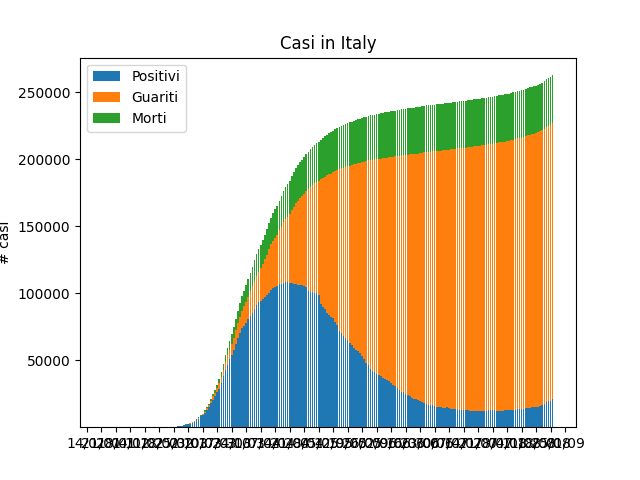 Casi in Italy
Positivi
Guariti
Morti
250000
200000
150000
100000
50000
# casi